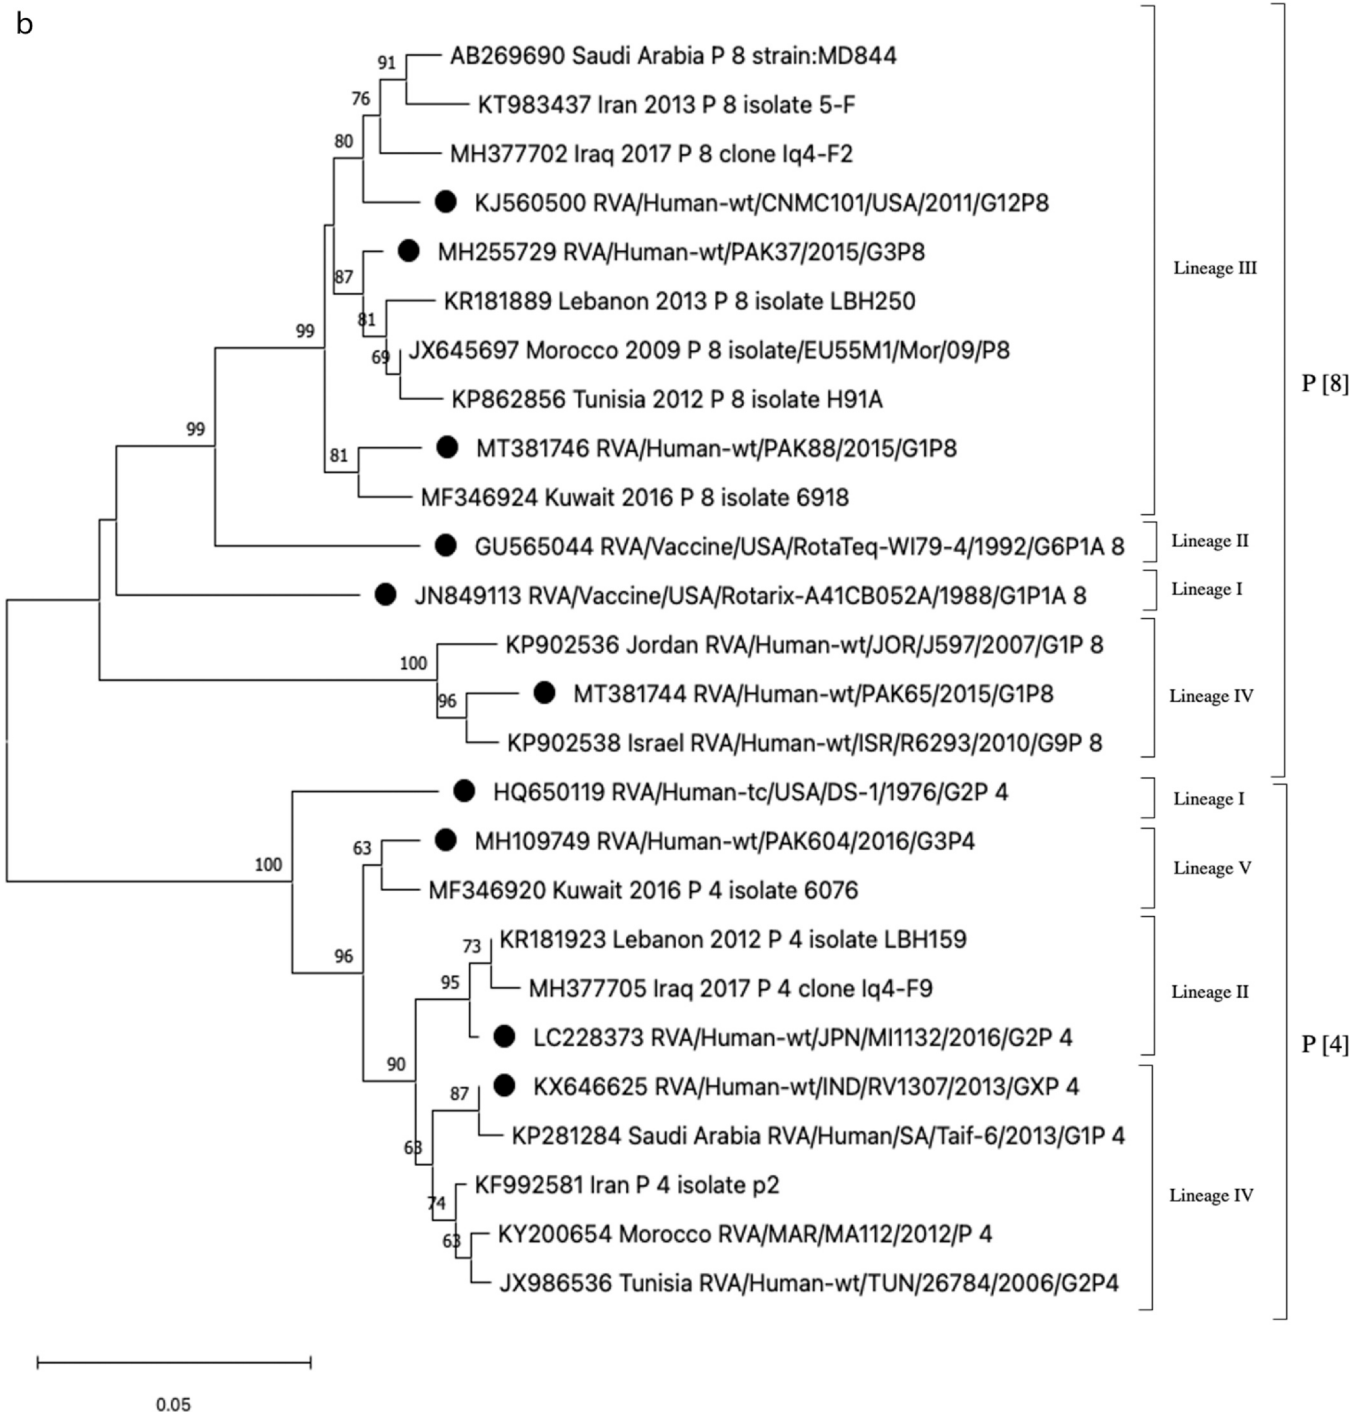 b
91
AB269690 Saudi Arabia P 8 strain:MD844
76
KT983437 Iran 2013 P 8 isolate 5-F
80
MH377702 Iraq 2017 P 8 clone Iq4-F2
KJ560500 RVA/Human-wt/CNMC101/USA/2011/G12P8
MH255729 RVA/Human-wt/PAK37/2015/G3P8
87
Lineage III
KR181889 Lebanon 2013 P 8 isolate LBH250
81
99
JX645697 Morocco 2009 P 8 isolate/EU55M1/Mor/09/P8
69
P [8]
KP862856 Tunisia 2012 P 8 isolate H91A
99
MT381746 RVA/Human-wt/PAK88/2015/G1P8
81
MF346924 Kuwait 2016 P 8 isolate 6918
GU565044 RVA/Vaccine/USA/RotaTeq-WI79-4/1992/G6P1A 8
Lineage II
JN849113 RVA/Vaccine/USA/Rotarix-A41CB052A/1988/G1P1A 8
Lineage I
KP902536 Jordan RVA/Human-wt/JOR/J597/2007/G1P 8
100
MT381744 RVA/Human-wt/PAK65/2015/G1P8
96
Lineage IV
KP902538 Israel RVA/Human-wt/ISR/R6293/2010/G9P 8
HQ650119 RVA/Human-tc/USA/DS-1/1976/G2P 4
Lineage I
MH109749 RVA/Human-wt/PAK604/2016/G3P4
63
100
Lineage V
MF346920 Kuwait 2016 P 4 isolate 6076
KR181923 Lebanon 2012 P 4 isolate LBH159
73
96
95
MH377705 Iraq 2017 P 4 clone Iq4-F9
Lineage II
LC228373 RVA/Human-wt/JPN/MI1132/2016/G2P 4
P [4]
90
KX646625 RVA/Human-wt/IND/RV1307/2013/GXP 4
87
KP281284 Saudi Arabia RVA/Human/SA/Taif-6/2013/G1P 4
63
KF992581 Iran P 4 isolate p2
74
Lineage IV
KY200654 Morocco RVA/MAR/MA112/2012/P 4
63
JX986536 Tunisia RVA/Human-wt/TUN/26784/2006/G2P4
0.05